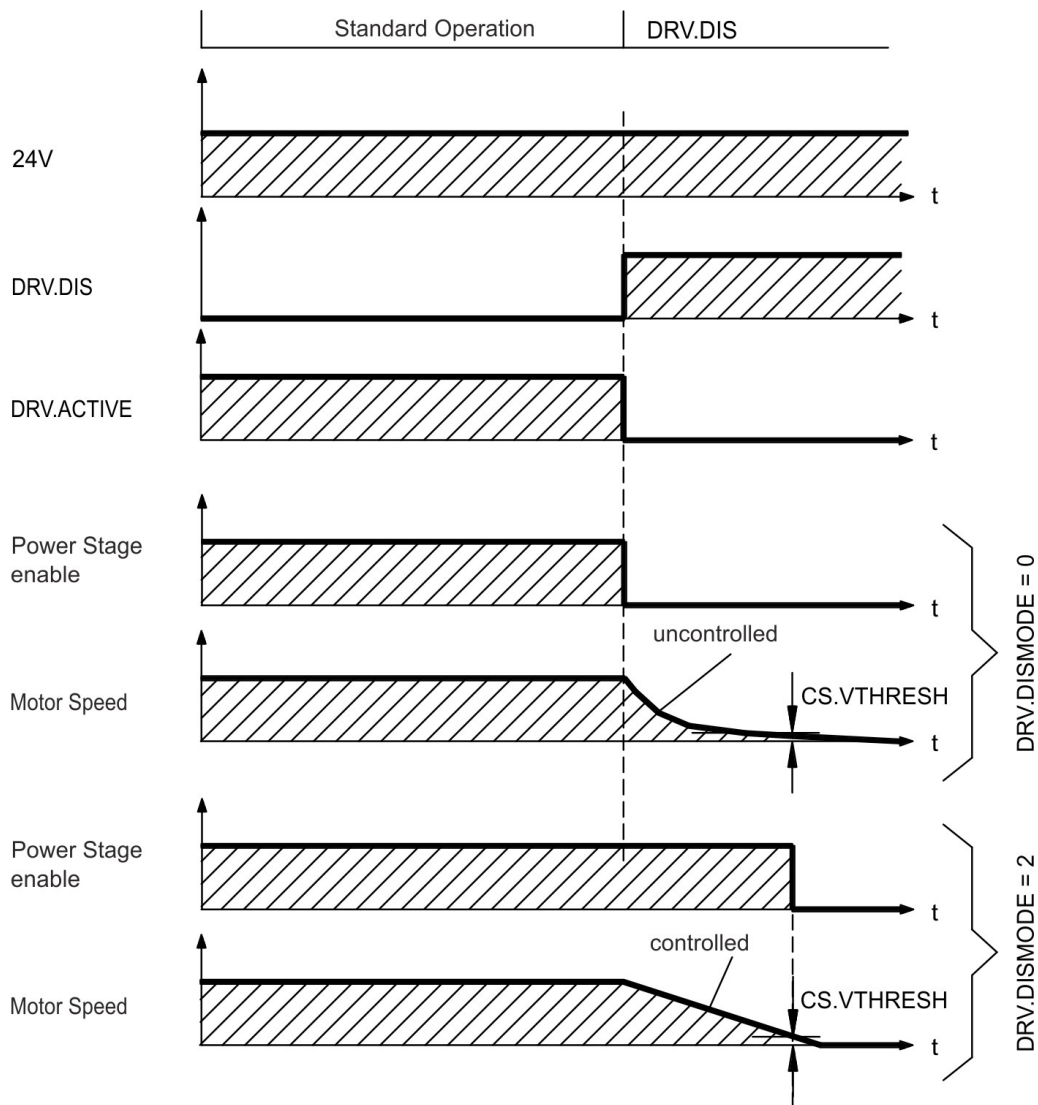 Standard Operation
DRV.DIS
24V
t
DRV.DIS
t
DRV.ACTIVE
t
Power Stage
enable
t
uncontrolled
Motor Speed
CS.VTHRESH
t
DRV.DISMODE = 0
Power Stage
enable
t
controlled
Motor Speed
CS.VTHRESH
t
DRV.DISMODE = 2